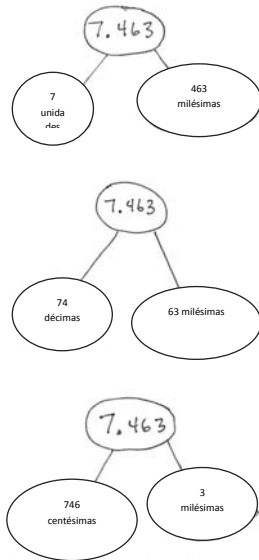 7.463
7
unida
des
463
milésimas
7.463
74
décimas
63 milésimas
7.463
746
centésimas
3
milésimas